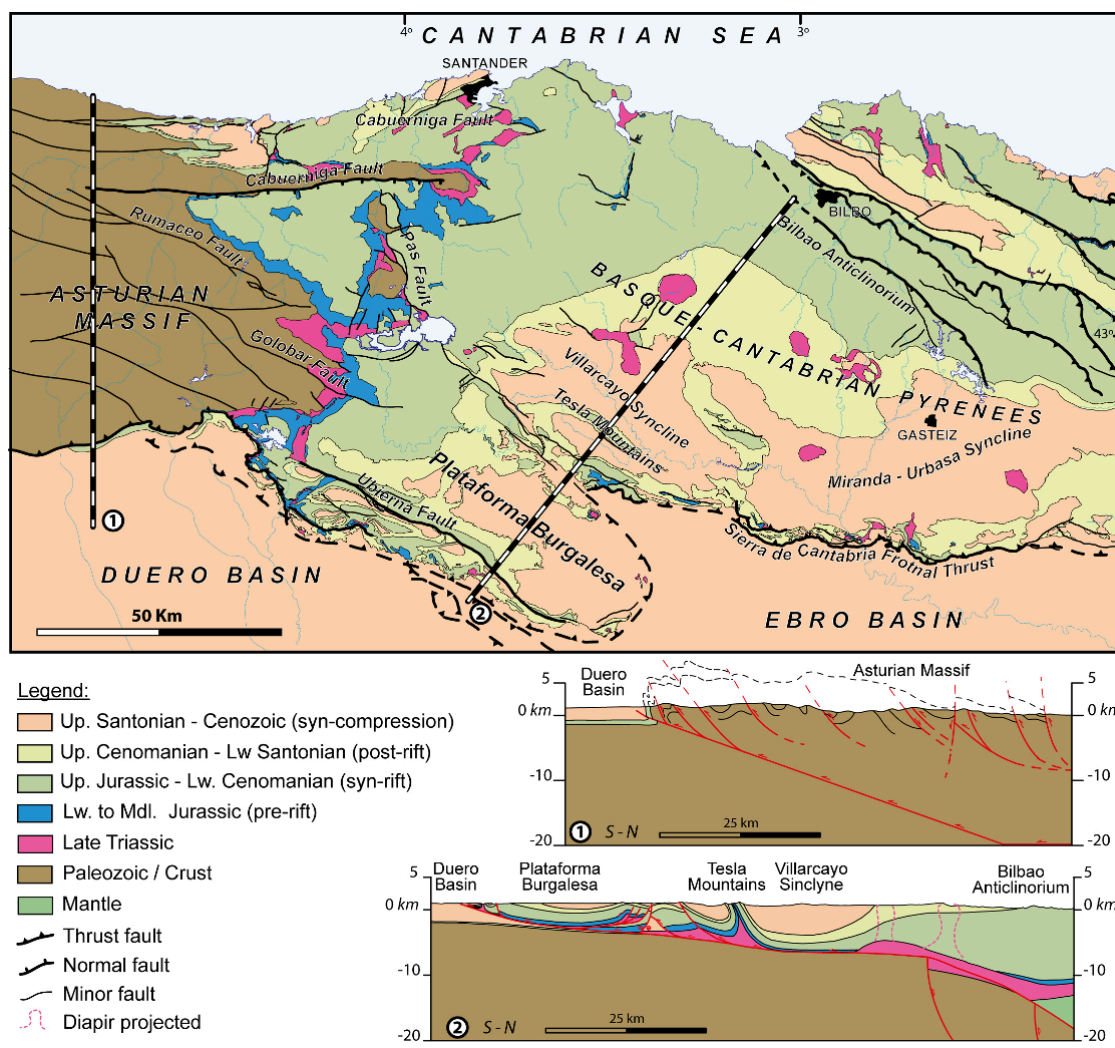 4º
3º
CANTABRIAN SEA
SANTANDER
Cabuerniga Fault
Cabuerniga Fault
BILBO
Rumaceo Fault
Pas Fault
Bilbao Anticlinorium
ASTURIAN
MASSIF
BASQUE - CANTABRIAN PYRENEES
43º
Golobar Fault
Villarcayo Syncline
Tesla Mountains
GASTEIZ
Miranda - Urbasa Syncline
Plataforma Burgalesa
Ubierna Fault
Sierra de Cantabria Frotnal Thrust
1
DUERO BASIN
2
EBRO BASIN
50 Km
Legend:
Up. Santonian - Cenozoic (syn-compression)
Up. Cenomanian - Lw Santonian (post-rift)
Up. Jurassic - Lw. Cenomanian (syn-rift)
Lw. to Mdl. Jurassic (pre-rift)
Late Triassic
Paleozoic / Crust
Mantle
Thrust fault
Normal fault
Minor fault
Diapir projected
Duero
Basin
Asturian Massif
5
0 km
-10
-20
5
0 km
-10
-20
1 S - N
25 km
Duero
Basin
Plataforma
Burgalesa
Tesla
Mountains
Villarcayo
Sinclyne
Bilbao
Anticlinorium
5
0 km
-10
-20
5
0 km
-10
-20
2 S - N
25 km